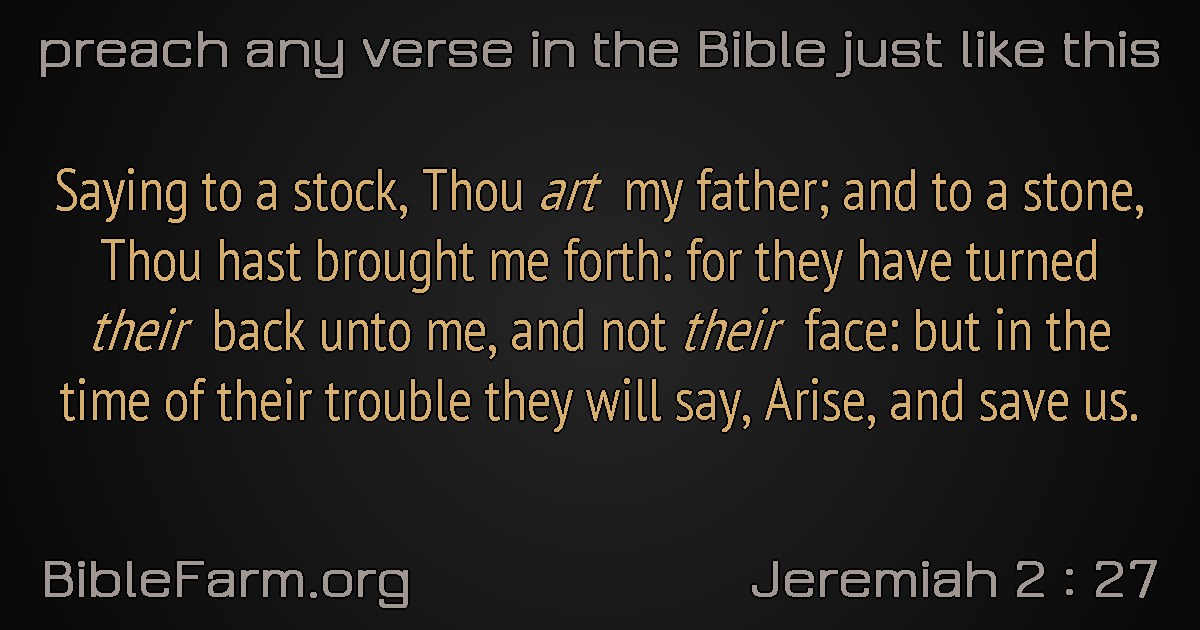 preach any verse in the Bible just like this
Saying to a stock, Thou art my father; and to a stone,
Thou hast brought me forth: for they have turned
their back unto me, and not their face: but in the
time of their trouble they will say, Arise, and save us.
BibleFarm.org
Jeremiah 2 : 27